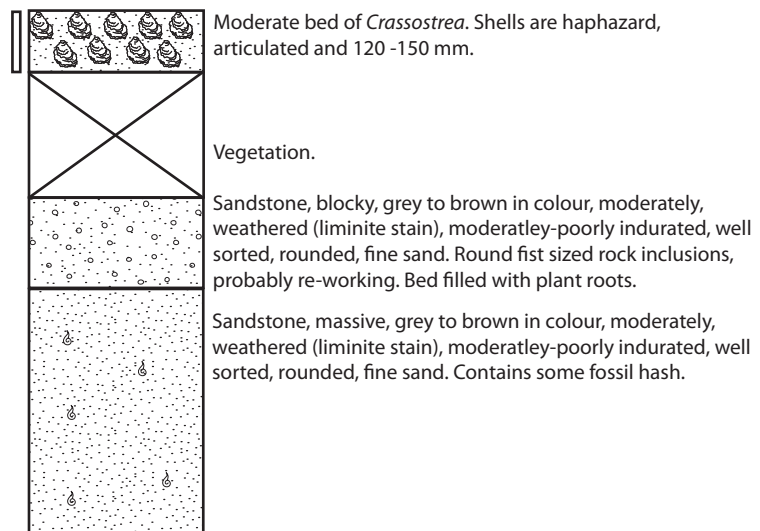 Moderate bed of Crassostrea. Shells are haphazard,
articulated and 120 -150 mm.
Vegetation.
Sandstone, blocky, grey to brown in colour, moderately,
weathered (liminite stain), moderatley-poorly indurated, well
sorted, rounded, fine sand. Round fist sized rock inclusions,
probably re-working. Bed filled with plant roots.
Sandstone, massive, grey to brown in colour, moderately,
weathered (liminite stain), moderatley-poorly indurated, well
sorted, rounded, fine sand. Contains some fossil hash.